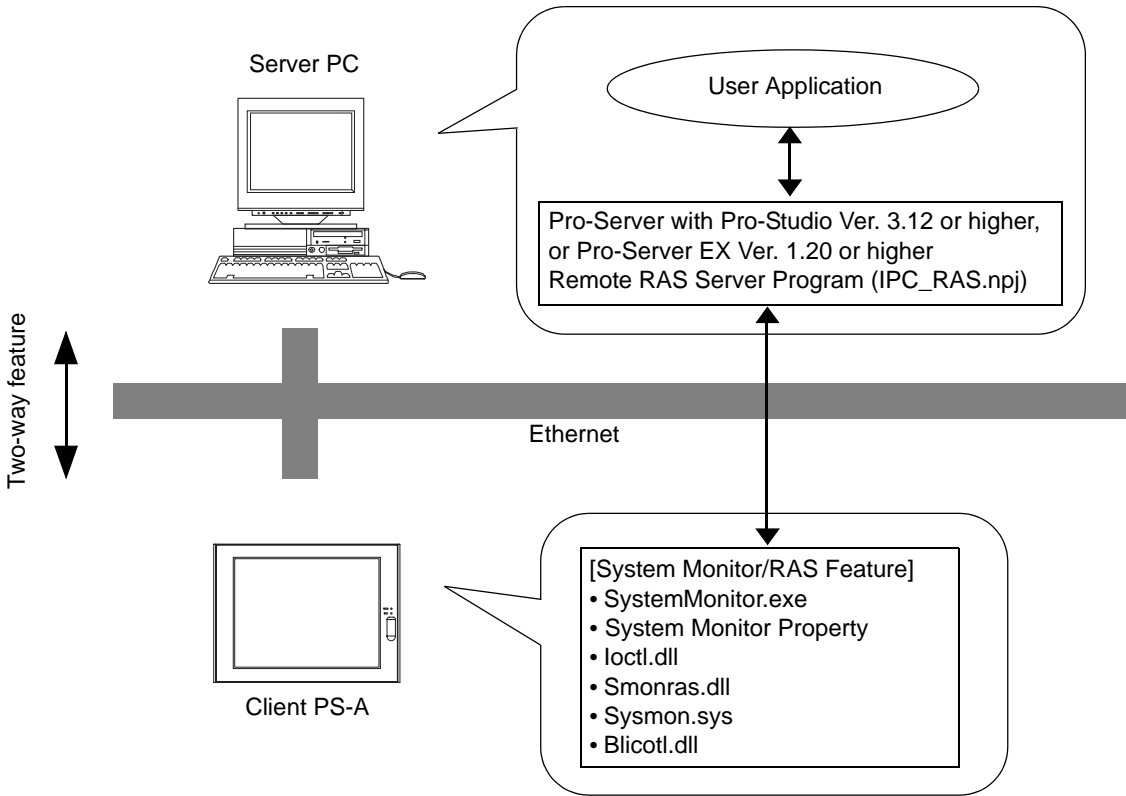 Server PC
User Application
Pro-Server with Pro-Studio Ver. 3.12 or higher,
or Pro-Server EX Ver. 1.20 or higher
Remote RAS Server Program (IPC_RAS.npj)
Two-way feature
Ethernet
[System Monitor/RAS Feature]
• SystemMonitor.exe
• System Monitor Property
• Ioctl.dll
• Smonras.dll
• Sysmon.sys
• Blicotl.dll
Client PS-A